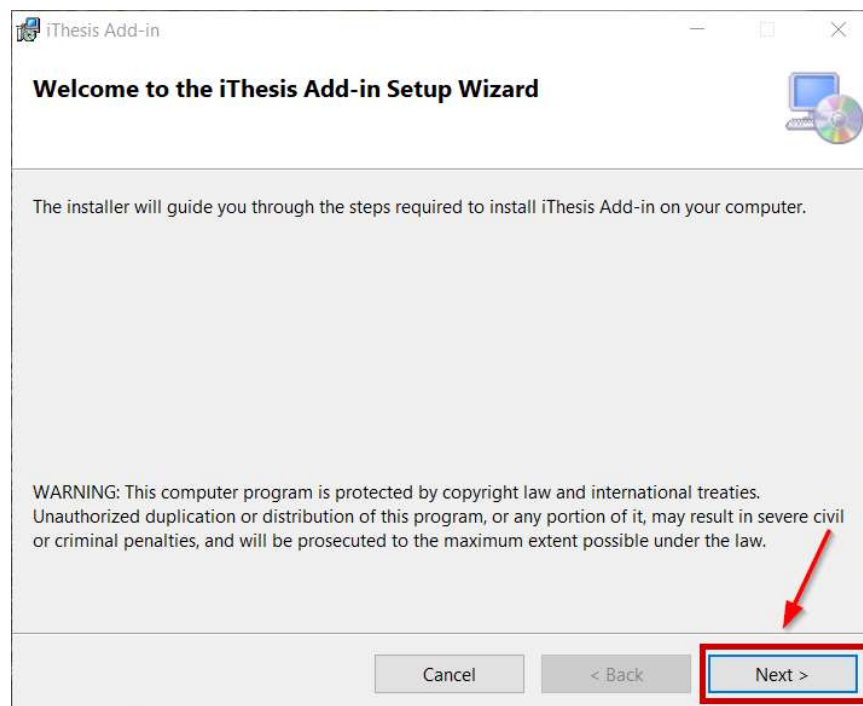 iThesis Add-in
Welcome to the iThesis Add-in Setup Wizard
The installer will guide you through the steps required to install iThesis Add-in on your computer.
WARNING: This computer program is protected by copyright law and international treaties.
Unauthorized duplication or distribution of this program, or any portion of it, may result in severe civil
or criminal penalties, and will be prosecuted to the maximum extent possible under the law.
Cancel
< Back
Next >